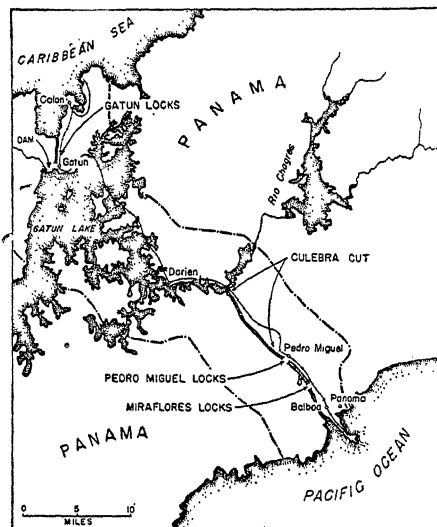 CARIBBEAN SEA
Colon
GATUN LOCKS
DAM
Gatun
PANAMA
Rio Chagres
GATUN LAKE
Darien
CULEBRA CUT
Pedro Miguel
PEDRO MIGUEL LOCKS
Panama
MIRAFLORES LOCKS
Balboa
PANAMA
PACIFIC OCEAN
0 5 10
MILES